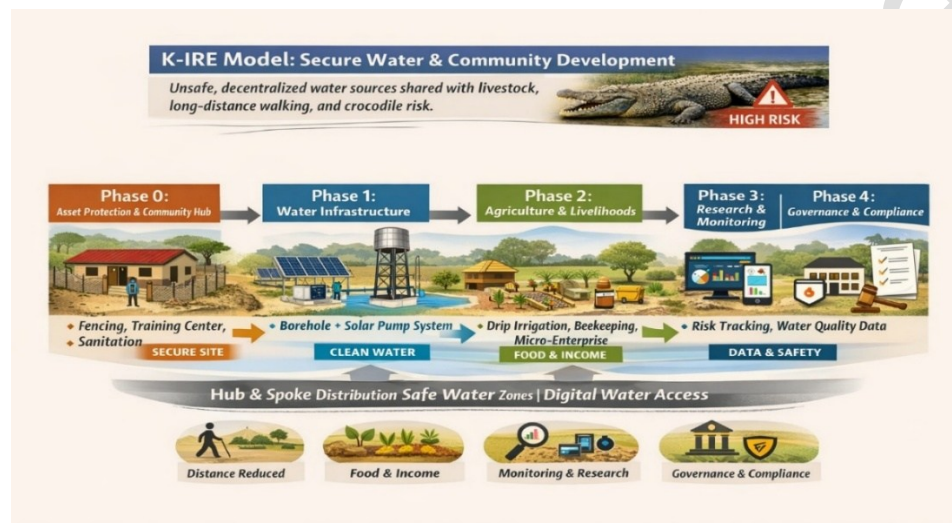 K-IRE Model: Secure Water & Community Development
Unsafe, decentralized water sources shared with livestock,
long-distance walking, and crocodile risk.
HIGH RISK
Phase 0:
Asset Protection & Community Hub
Phase 1:
Water Infrastructure
Phase 2:
Agriculture & Livelihoods
Phase 3:
Research &
Monitoring
Phase 4:
Governance & Compliance
Fencing, Training Center,
Sanitation
SECURE SITE
Borehole + Solar Pump System
CLEAN WATER
Drip Irrigation, Beekeeping,
Micro-Enterprise
FOOD & INCOME
Risk Tracking, Water Quality Data
DATA & SAFETY
Hub & Spoke Distribution Safe Water Zones | Digital Water Access
Distance Reduced
Food & Income
Monitoring & Research
Governance & Compliance